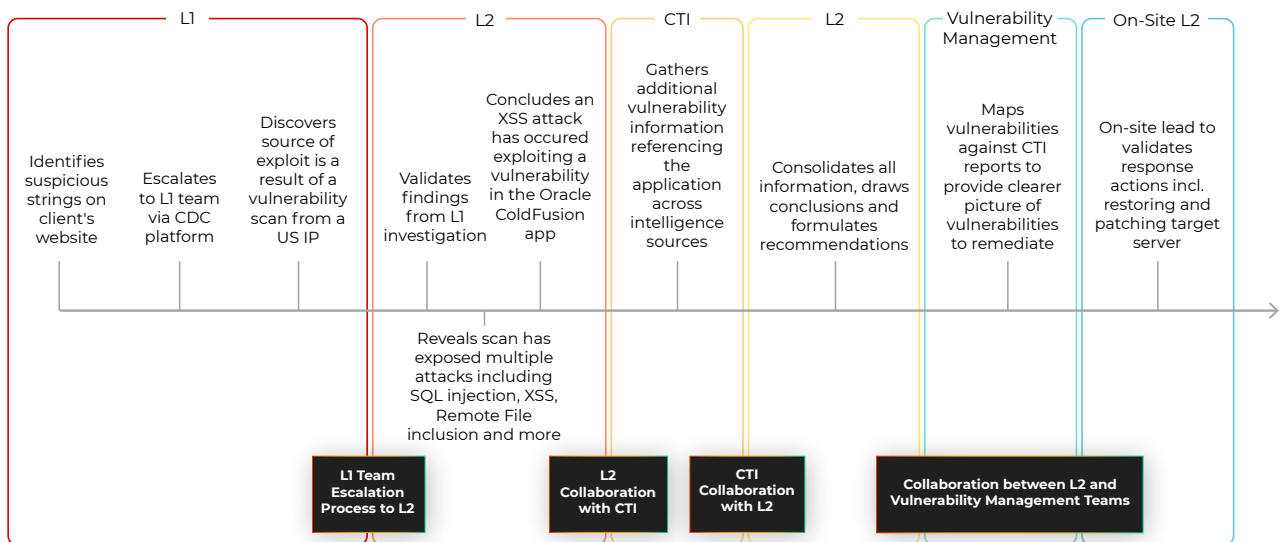 L1
L2
CTI
L2
Vulnerability
Management
On-Site L2
Identifies
suspicious
strings on
client's
website
Escalates
to L1 team
via CDC
platform
Discovers
source of
exploit is a
result of a
vulnerability
scan from a
US IP
Validates
findings
from L1
investigation
Reveals scan has
exposed multiple
attacks including
SQL injection, XSS,
Remote File
inclusion and more
Concludes an
XSS attack
has occured
exploiting a
vulnerability
in the Oracle
ColdFusion
app
Gathers
additional
vulnerability
information
referencing
the
application
across
intelligence
sources
Consolidates all
information, draws
conclusions and
formulates
recommendations
Maps
vulnerabilities
against CTI
reports to
provide clearer
picture of
vulnerabilities
to remediate
On-site lead to
validates
response
actions incl.
restoring and
patching target
server
L1 Team
Escalation
Process to L2
L2
Collaboration
with CTI
CTI
Collaboration
with L2
Collaboration between L2 and
Vulnerability Management Teams